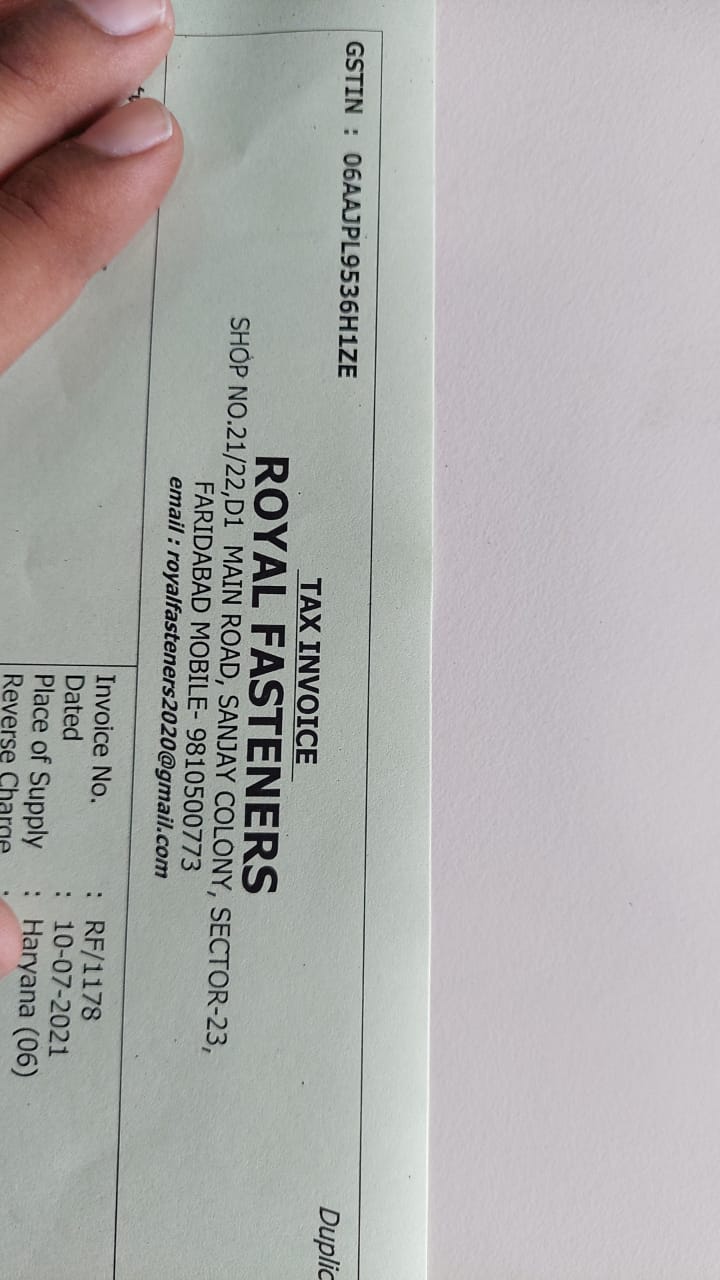 GSTIN : 06AAJPL9536H1ZE
TAX INVOICE
ROYAL FASTENERS
SHOP NO.21/22,D1 MAIN ROAD, SANJAY COLONY, SECTOR-23,
FARIDABAD MOBILE- 9810500773
email : royalfasteners2020@gmail.com
Invoice No. : RF/1178
Dated : 10-07-2021
Place of Supply : Haryana (06)
Reverse Charge :